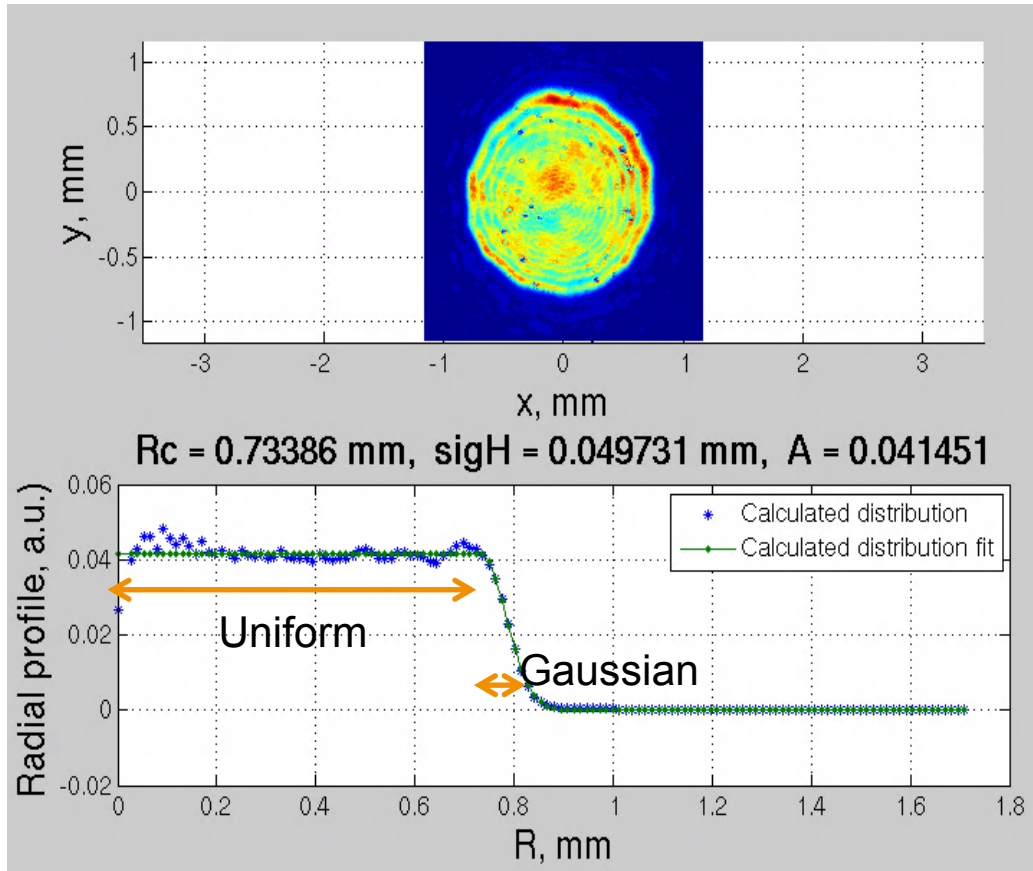 1
0.5
0
-0.5
-1
y, mm
-3 -2 -1 0 1 2 3
x, mm
Rc = 0.73386 mm, sigH = 0.049731 mm, A = 0.041451
0.06
0.04
0.02
0
-0.02
Radial profile, a.u.)
Calculated distribution
Calculated distribution fit
Uniform
Gaussian
0 0.2 0.4 0.6 0.8 1 1.2 1.4 1.6 1.8
R, mm